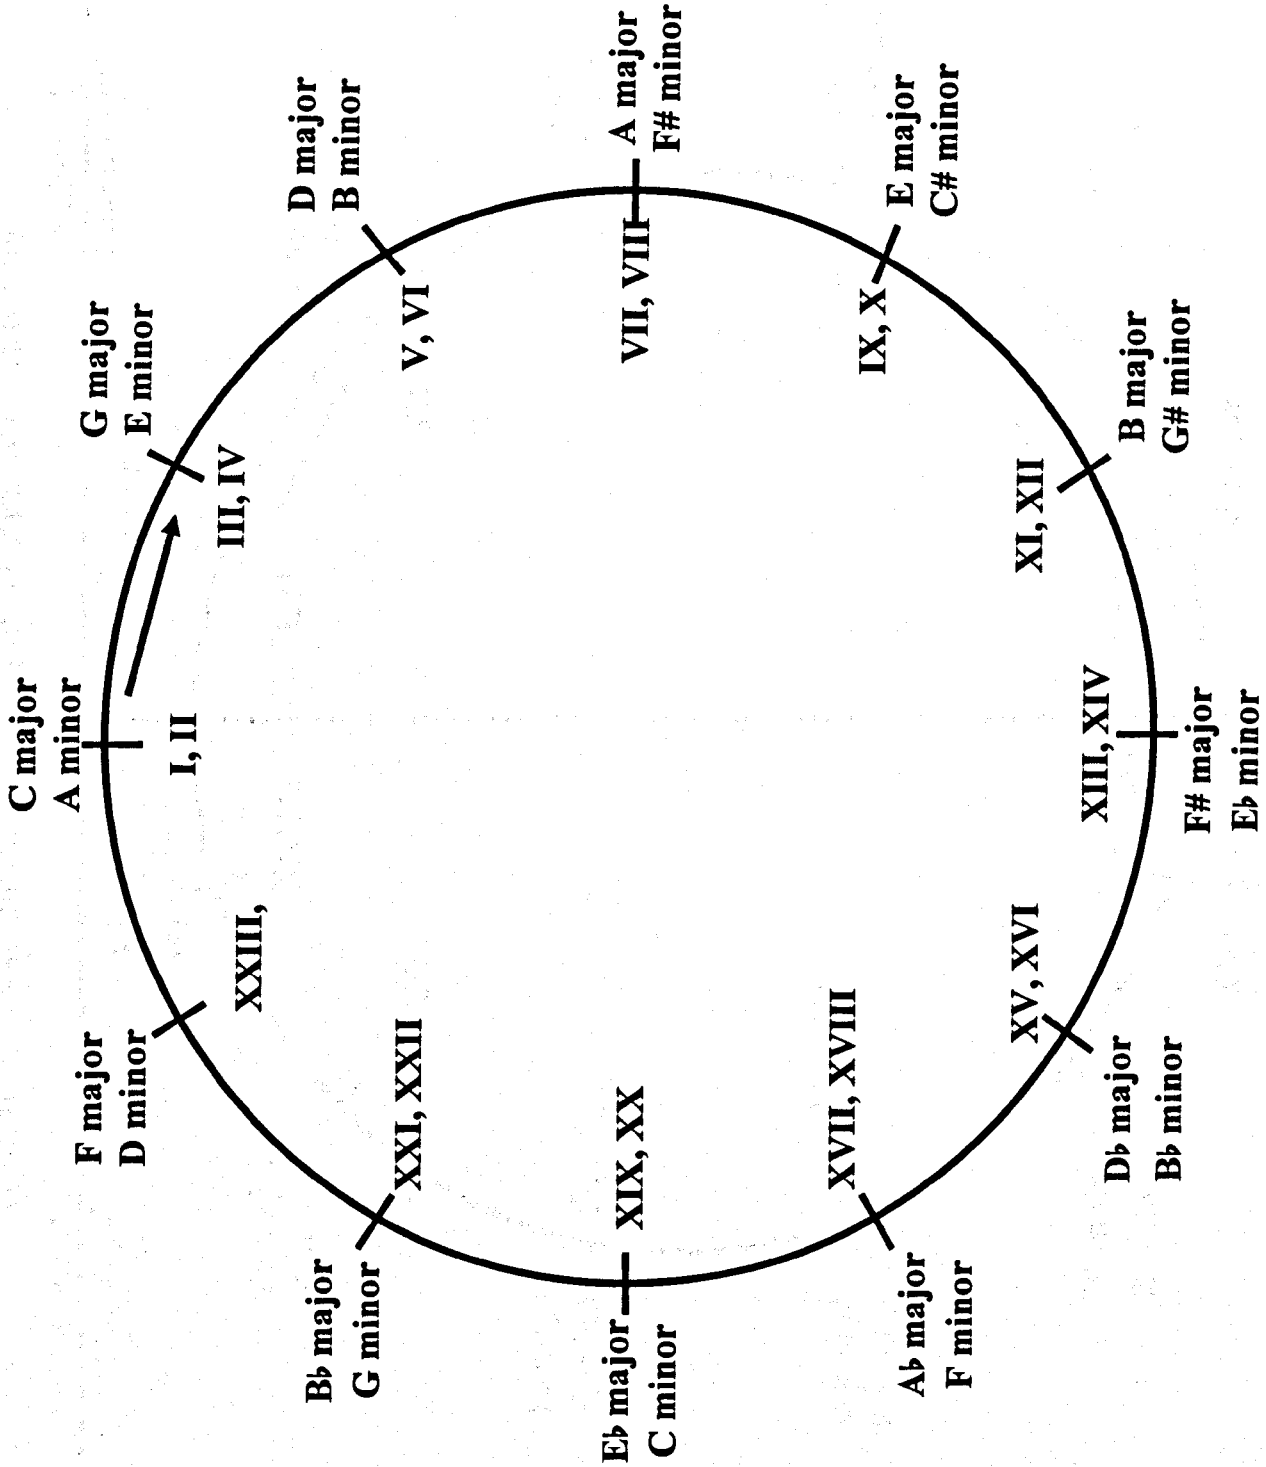 C major
A minor
I, II
G major
E minor
III, IV
D major
B minor
V, VI
A major
F# minor
VII, VIII
E major
C# minor
IX, X
B major
G# minor
XI, XII
F# major
E♭ minor
XIII, XIV
D♭ major
B♭ minor
XV, XVI
A♭ major
F minor
XVII, XVIII
E♭ major
C minor
XIX, XX
B♭ major
G minor
XXI, XXII
F major
D minor
XXIII,